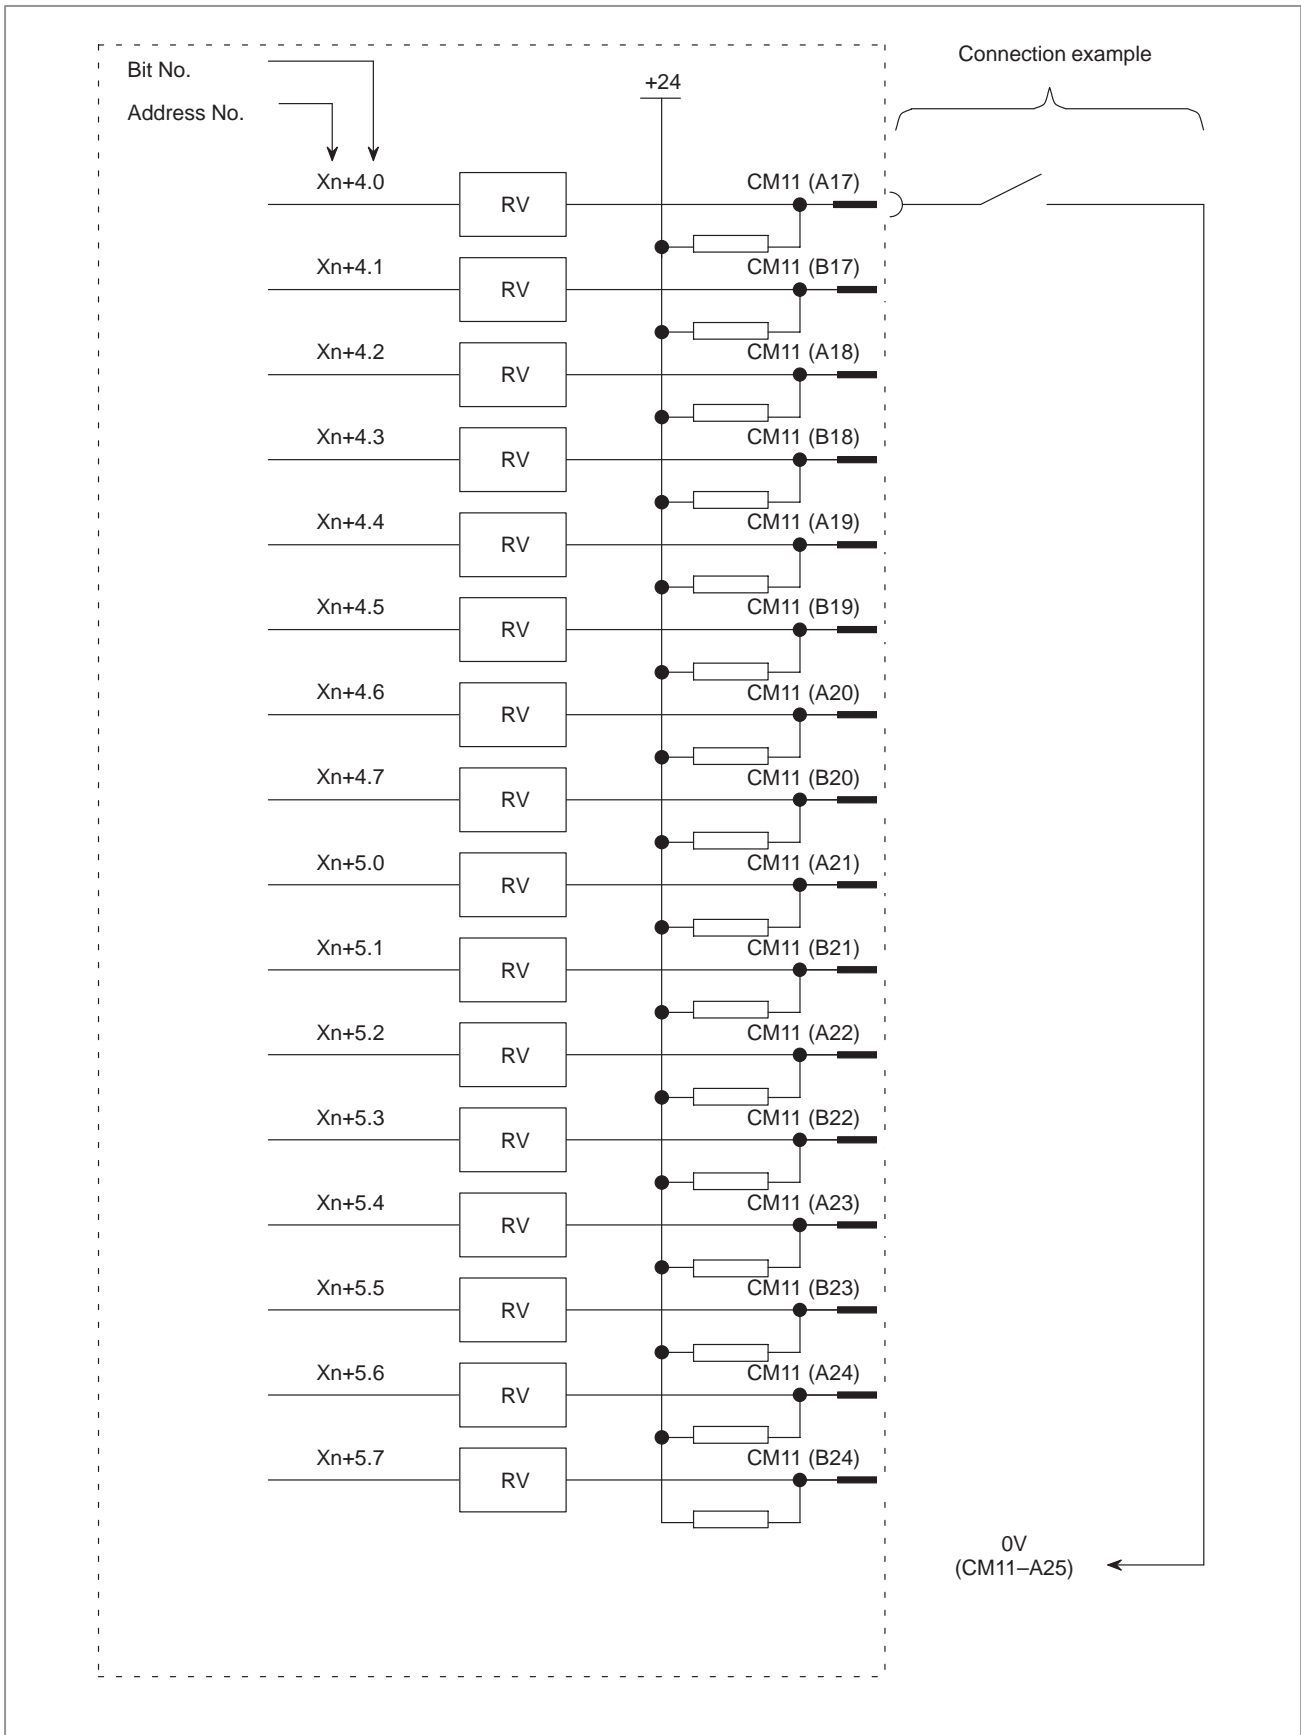 Connection example
Bit No.
+24
Address No.
Xn+4.0 RV CM11 (A17)
Xn+4.1 RV CM11 (B17)
Xn+4.2 RV CM11 (A18)
Xn+4.3 RV CM11 (B18)
Xn+4.4 RV CM11 (A19)
Xn+4.5 RV CM11 (B19)
Xn+4.6 RV CM11 (A20)
Xn+4.7 RV CM11 (B20)
Xn+5.0 RV CM11 (A21)
Xn+5.1 RV CM11 (B21)
Xn+5.2 RV CM11 (A22)
Xn+5.3 RV CM11 (B22)
Xn+5.4 RV CM11 (A23)
Xn+5.5 RV CM11 (B23)
Xn+5.6 RV CM11 (A24)
Xn+5.7 RV CM11 (B24)
0V
(CM11–A25)